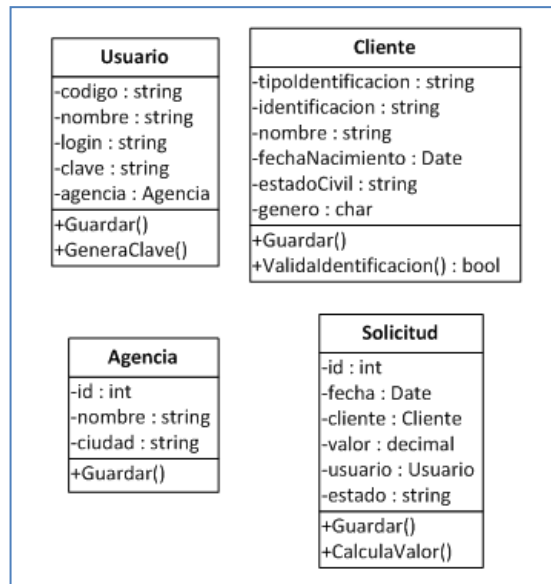 Usuario
-codigo : string
-nombre : string
-login : string
-clave : string
-agencia : Agencia
+Guardar()
+GeneraClave()
Cliente
-tipoIdentificacion : string
-identificacion : string
-nombre : string
-fechaNacimiento : Date
-estadoCivil : string
-genero : char
+Guardar()
+ValidaIdentificacion() : bool
Agencia
-id : int
-nombre : string
-ciudad : string
+Guardar()
Solicitud
-id : int
-fecha : Date
-cliente : Cliente
-valor : decimal
-usuario : Usuario
-estado : string
+Guardar()
+CalculaValor()